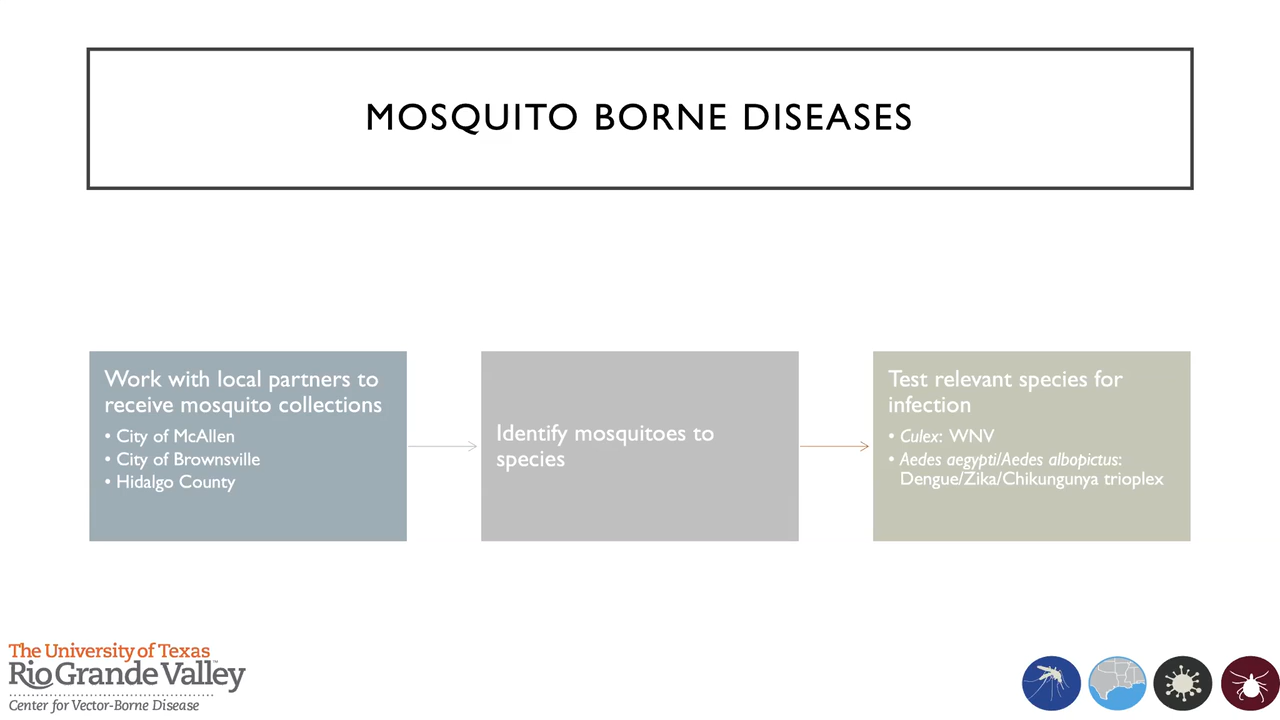 MOSQUITO BORNE DISEASES
Work with local partners to
receive mosquito collections
• City of McAllen
• City of Brownsville
• Hidalgo County
Identify mosquitoes to
species
Test relevant species for
infection
• Culex: WNV
• Aedes aegypti/Aedes albopictus:
Dengue/Zika/Chikungunya trioplex
The University of Texas
Rio Grande Valley™
Center for Vector-Borne Disease